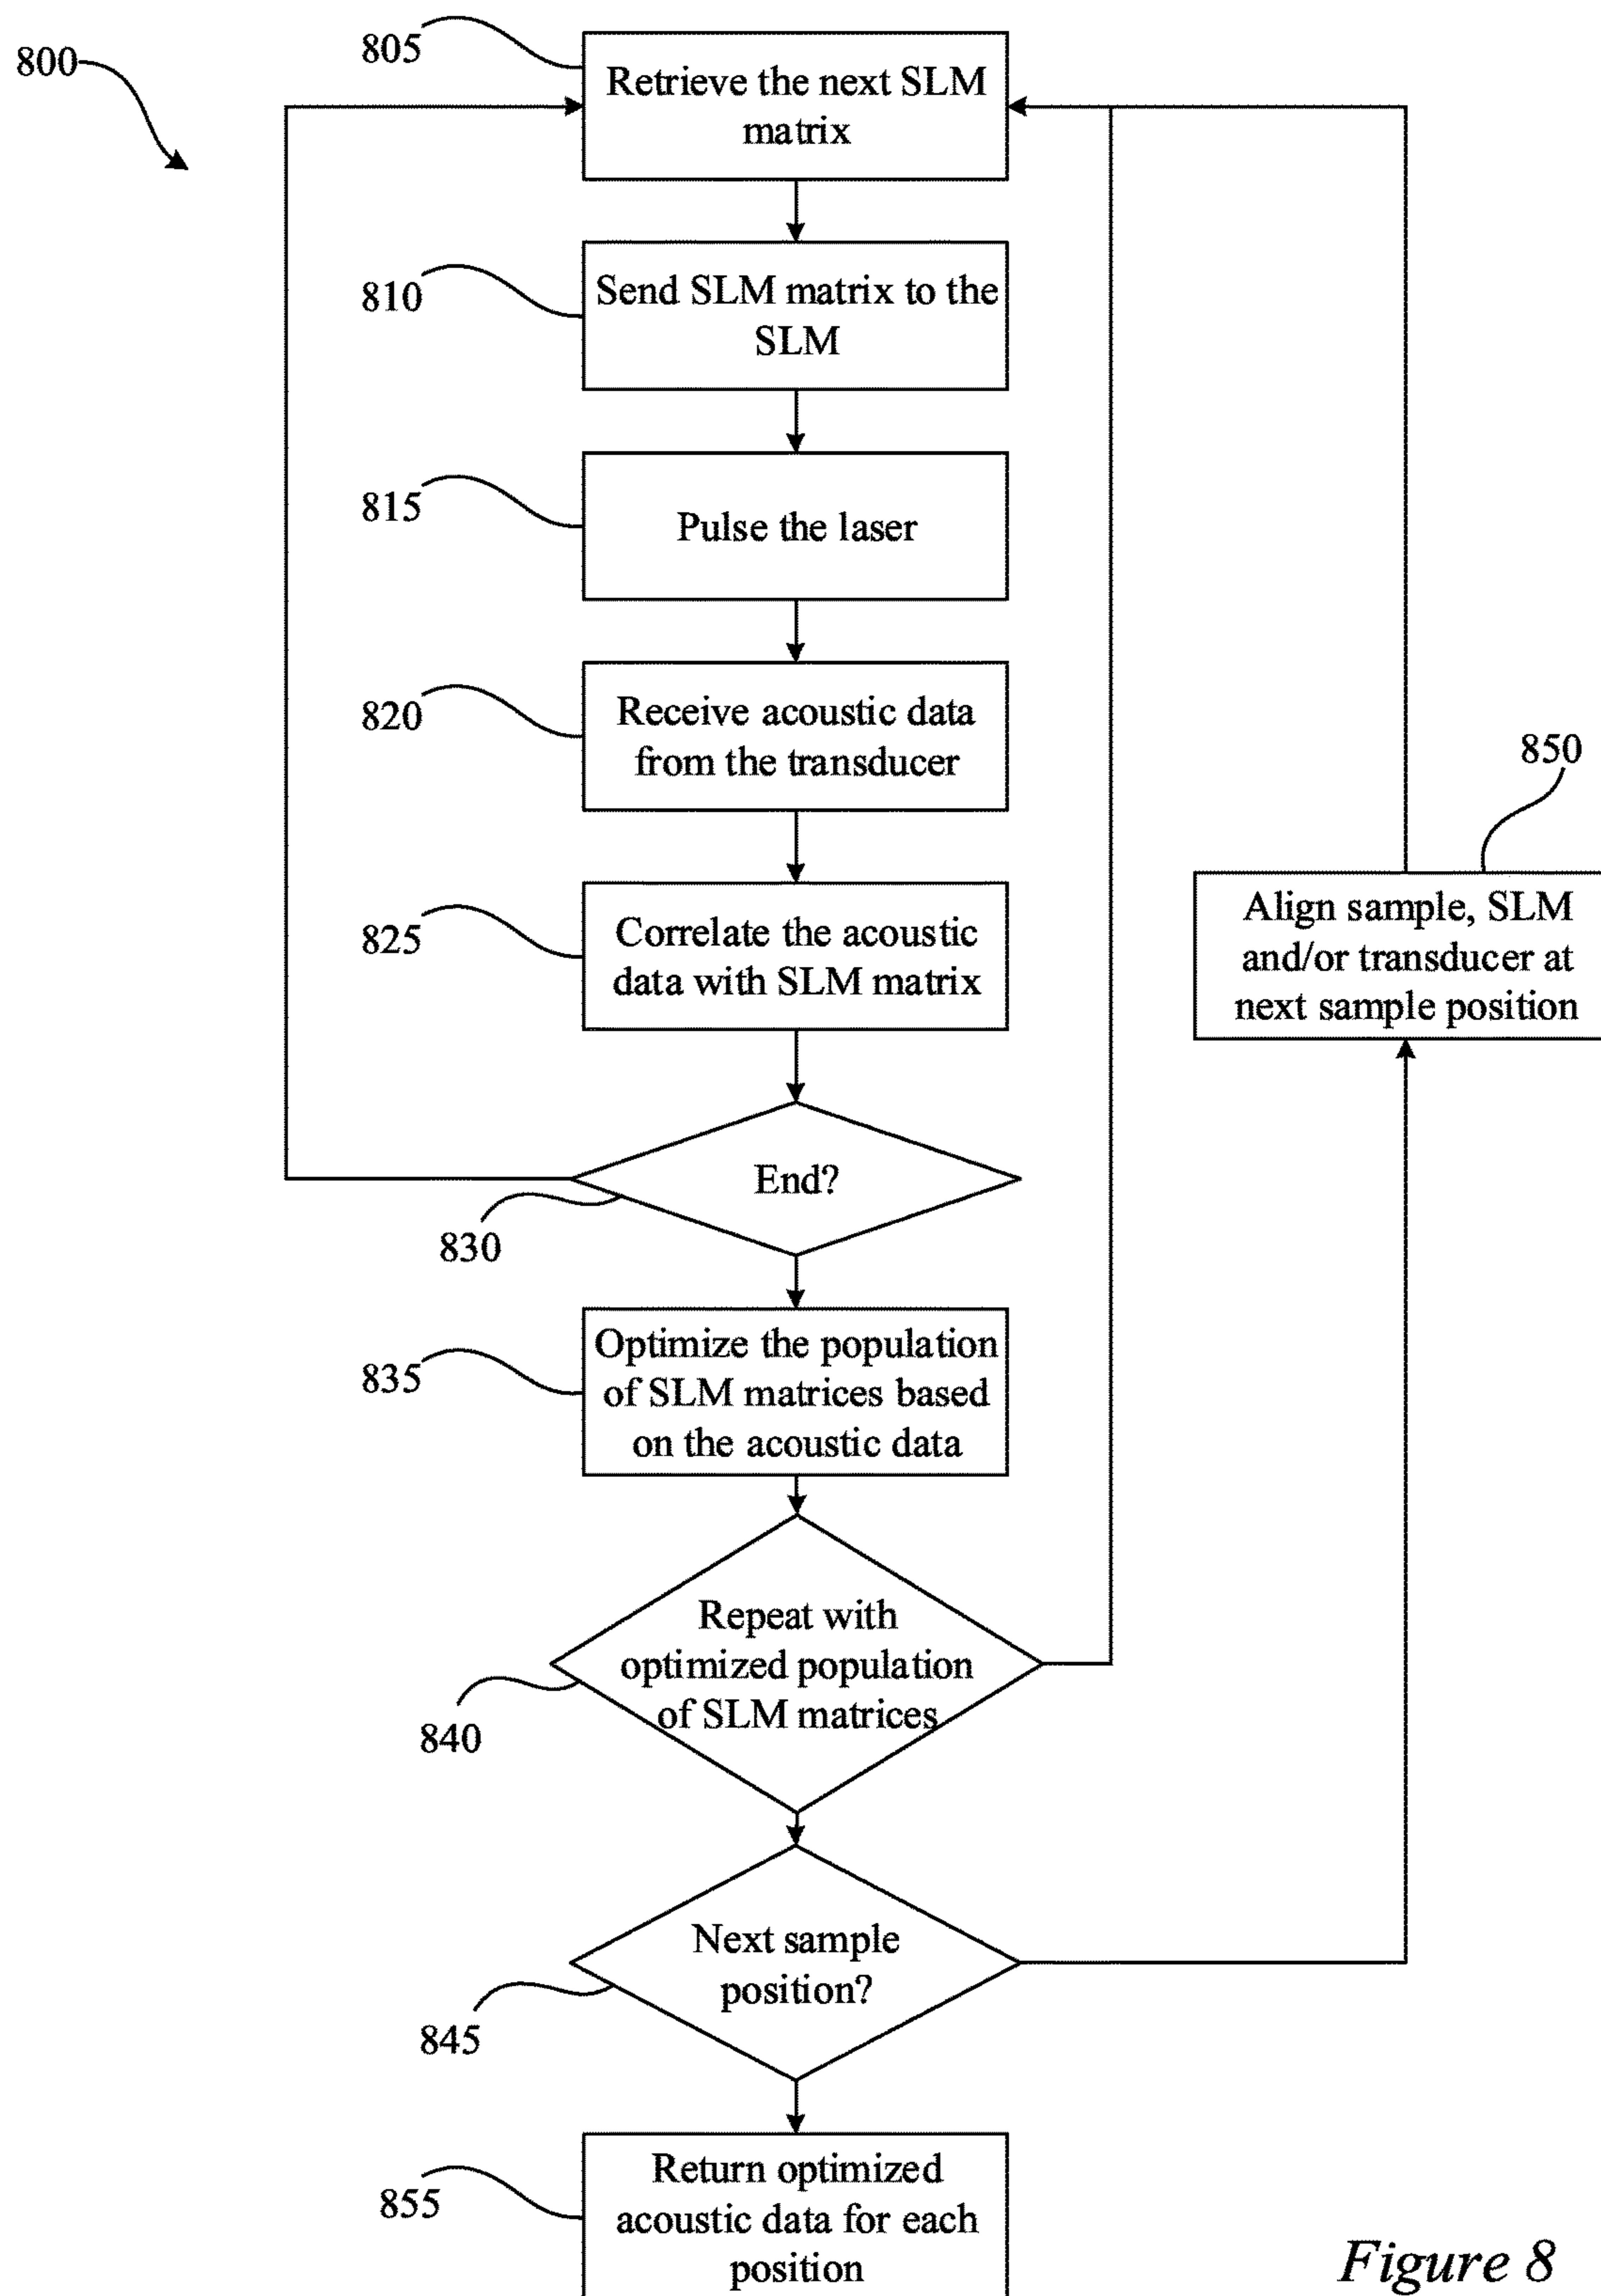 800
805
Retrieve the next SLM
matrix
810
Send SLM matrix to the
SLM
815
Pulse the laser
820
Receive acoustic data
from the transducer
850
825
Correlate the acoustic
data with SLM matrix
Align sample, SLM
and/or transducer at
next sample position
End?
830
835
Optimize the population
of SLM matrices based
on the acoustic data
Repeat with
optimized population
of SLM matrices
840
Next sample
position?
845
855
Return optimized
acoustic data for each
position
Figure 8